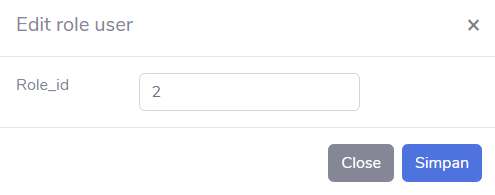 Edit role user ×
Role_id 2
Close Simpan